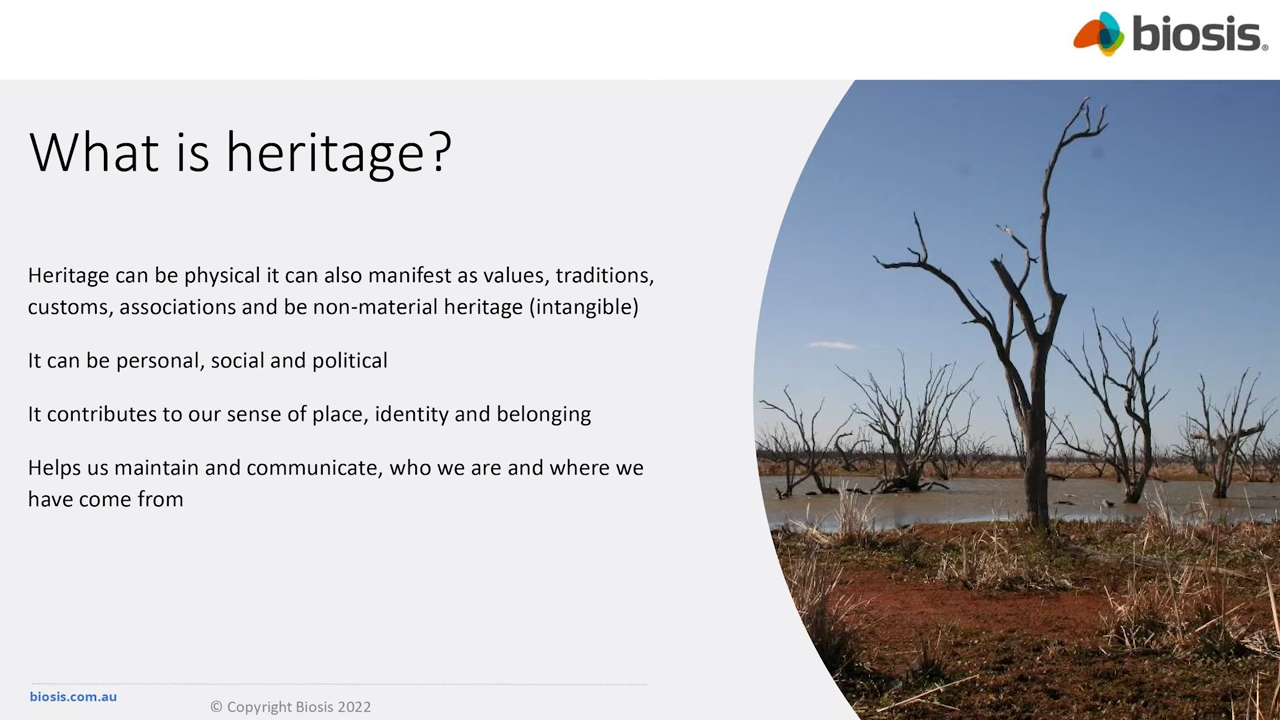 biosis®
What is heritage?
Heritage can be physical it can also manifest as values, traditions,
customs, associations and be non-material heritage (intangible)
It can be personal, social and political
It contributes to our sense of place, identity and belonging
Helps us maintain and communicate, who we are and where we
have come from
biosis.com.au
© Copyright Biosis 2022